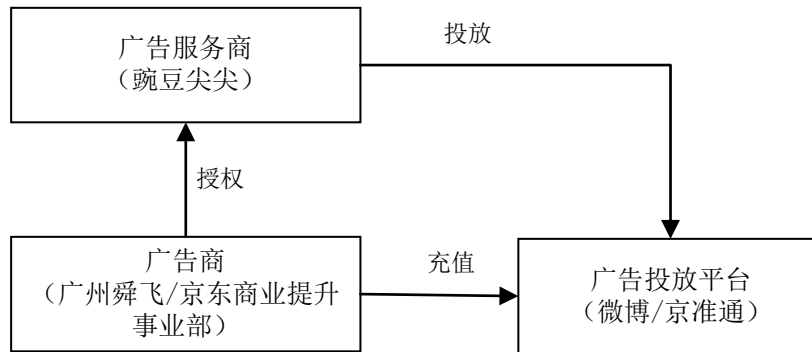 广告服务商
（豌豆尖尖）
投放
授权
广告商
（广州舜飞/京东商业提升
事业部）
充值
广告投放平台
（微博/京准通）